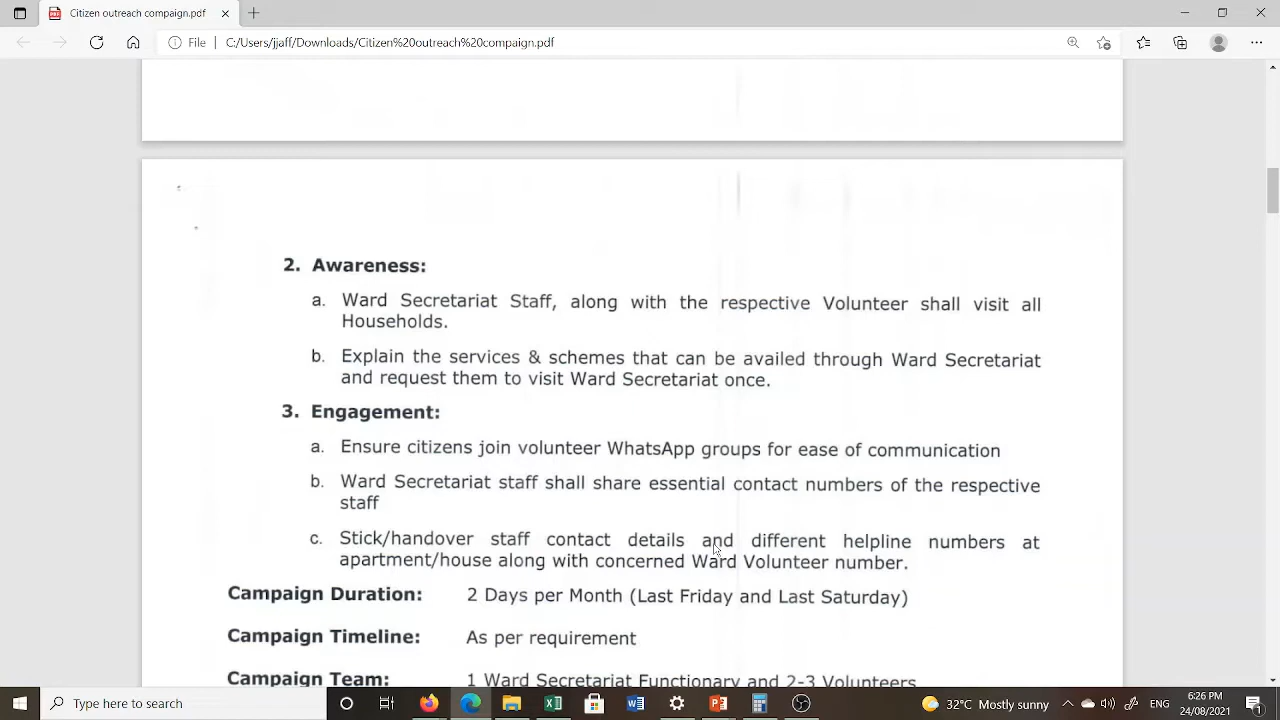 Citizen outreach compaign.pdf
File | C:/Users/jjaff/Downloads/Citizen%20outreach%20compaign.pdf
2. Awareness:
a. Ward Secretariat Staff, along with the respective Volunteer shall visit all
Households.
b. Explain the services & schemes that can be availed through Ward Secretariat
and request them to visit Ward Secretariat once.
3. Engagement:
a. Ensure citizens join volunteer WhatsApp groups for ease of communication
b. Ward Secretariat staff shall share essential contact numbers of the respective
staff
c. Stick/handover staff contact details and different helpline numbers at
apartment/house along with concerned Ward Volunteer number.
Campaign Duration: 2 Days per Month (Last Friday and Last Saturday)
Campaign Timeline: As per requirement
Campaign Team: 1 Ward Secretariat Functionary and 2-3 Volunteers
Type here to search
32°C Mostly sunny
6:26 PM
24/08/2021